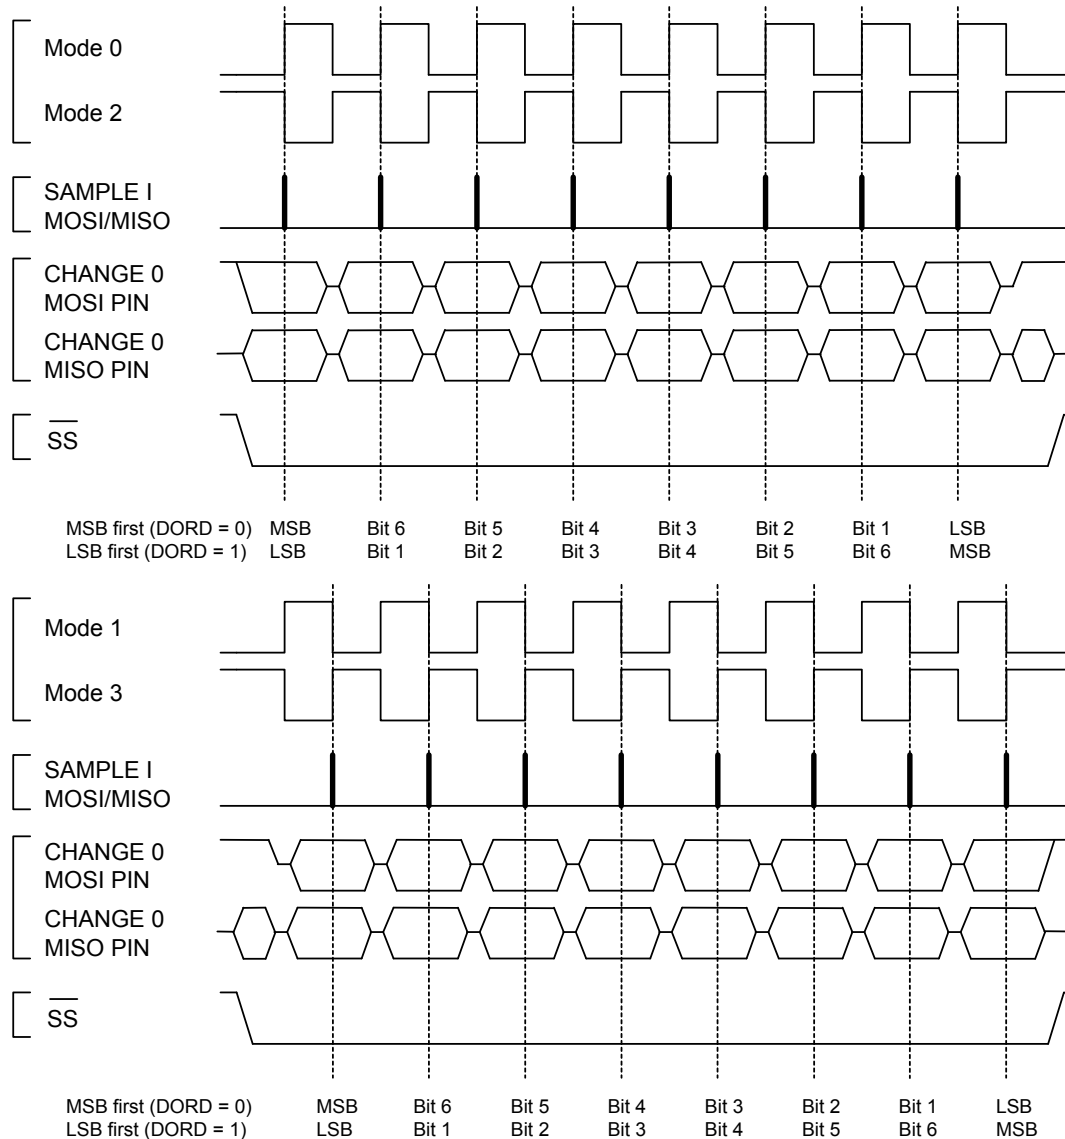 Mode 0
Mode 2
SAMPLE I
MOSI/MISO
CHANGE 0
MOSI PIN
CHANGE 0
MISO PIN
SS
MSB first (DORD = 0) MSB Bit 6 Bit 5 Bit 4 Bit 3 Bit 2 Bit 1 LSB
LSB first (DORD = 1) LSB Bit 1 Bit 2 Bit 3 Bit 4 Bit 5 Bit 6 MSB
Mode 1
Mode 3
SAMPLE I
MOSI/MISO
CHANGE 0
MOSI PIN
CHANGE 0
MISO PIN
SS
MSB first (DORD = 0) MSB Bit 6 Bit 5 Bit 4 Bit 3 Bit 2 Bit 1 LSB
LSB first (DORD = 1) LSB Bit 1 Bit 2 Bit 3 Bit 4 Bit 5 Bit 6 MSB